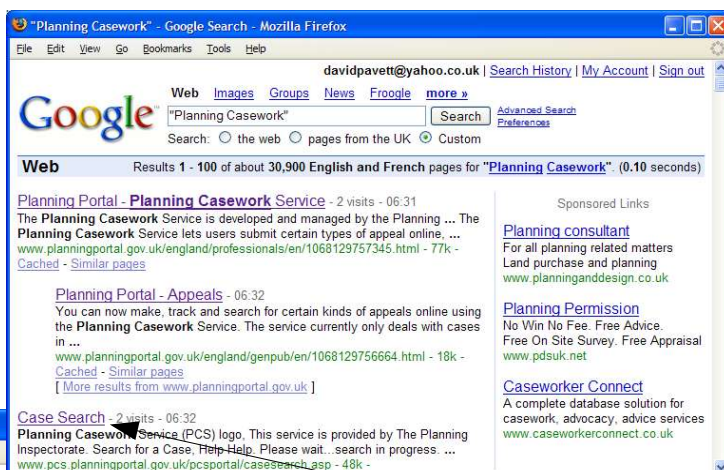 "Planning Casework" - Google Search - Mozilla Firefox
File Edit View Go Bookmarks Tools Help
davidpavett@yahoo.co.uk | Search History | My Account | Sign out
Google
Web Images Groups News Froogle more »
"Planning Casework" Search Advanced Search
Preferences
Search: the web pages from the UK Custom
Web Results 1 - 100 of about 30,900 English and French pages for "Planning Casework". (0.10 seconds)
Planning Portal - Planning Casework Service - 2 visits - 06:31
The Planning Casework Service is developed and managed by the Planning ... The
Planning Casework Service lets users submit certain types of appeal online, ...
www.planningportal.gov.uk/england/professionals/en/1068129757345.html - 77k -
Cached - Similar pages
Planning Portal - Appeals - 06:32
You can now make, track and search for certain kinds of appeals online using
the Planning Casework Service. The service currently only deals with cases
in ...
www.planningportal.gov.uk/england/genpub/en/1068129756664.html - 18k -
Cached - Similar pages
[ More results from www.planningportal.gov.uk ]
Case Search - 2 visits - 06:32
Planning Casework Service (PCS) logo, This service is provided by The Planning
Inspectorate. Search for a Case, Help Help. Please wait...search in progress. ...
www.pcs.planningportal.gov.uk/pcsportal/casesearch.asp - 48k -
Sponsored Links
Planning consultant
For all planning related matters
Land purchase and planning
www.planninganddesign.co.uk
Planning Permission
No Win No Fee. Free Advice.
Free On Site Survey. Free Appraisal
www.pdsuk.net
Caseworker Connect
A complete database solution for
casework, advocacy, advice services
www.caseworkerconnect.co.uk